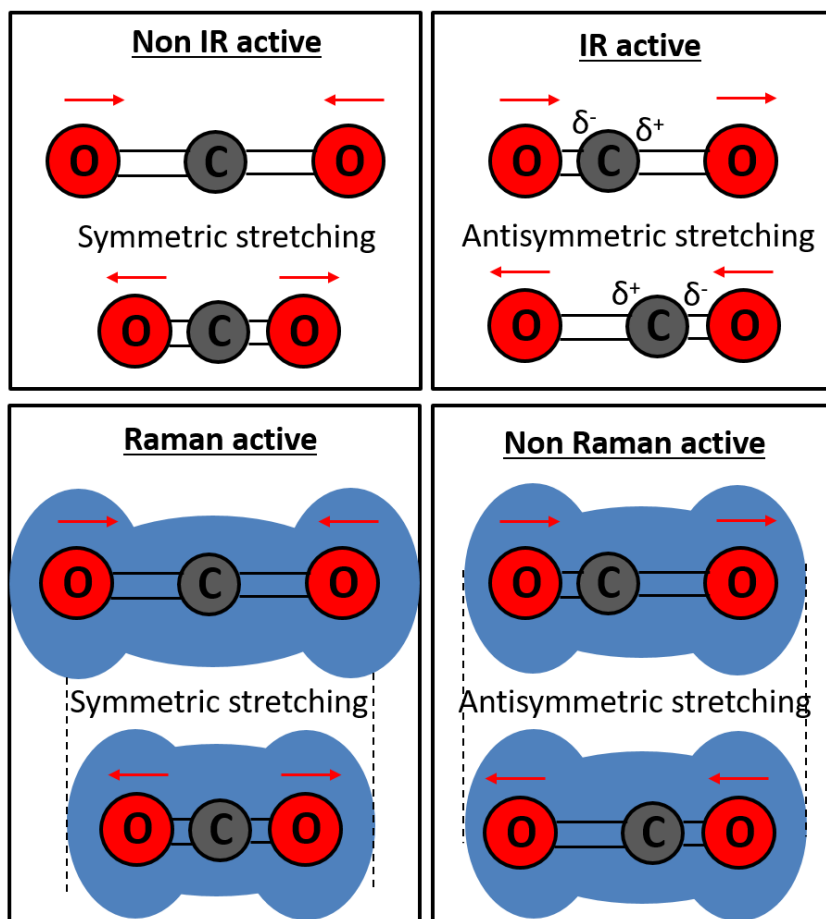 Non IR active
O C O
Symmetric stretching
O C O
IR active
δ⁻ δ⁺
O C O
Antisymmetric stretching
δ⁺ δ⁻
O C O
Raman active
O C O
Symmetric stretching
O C O
Non Raman active
O C O
Antisymmetric stretching
O C O